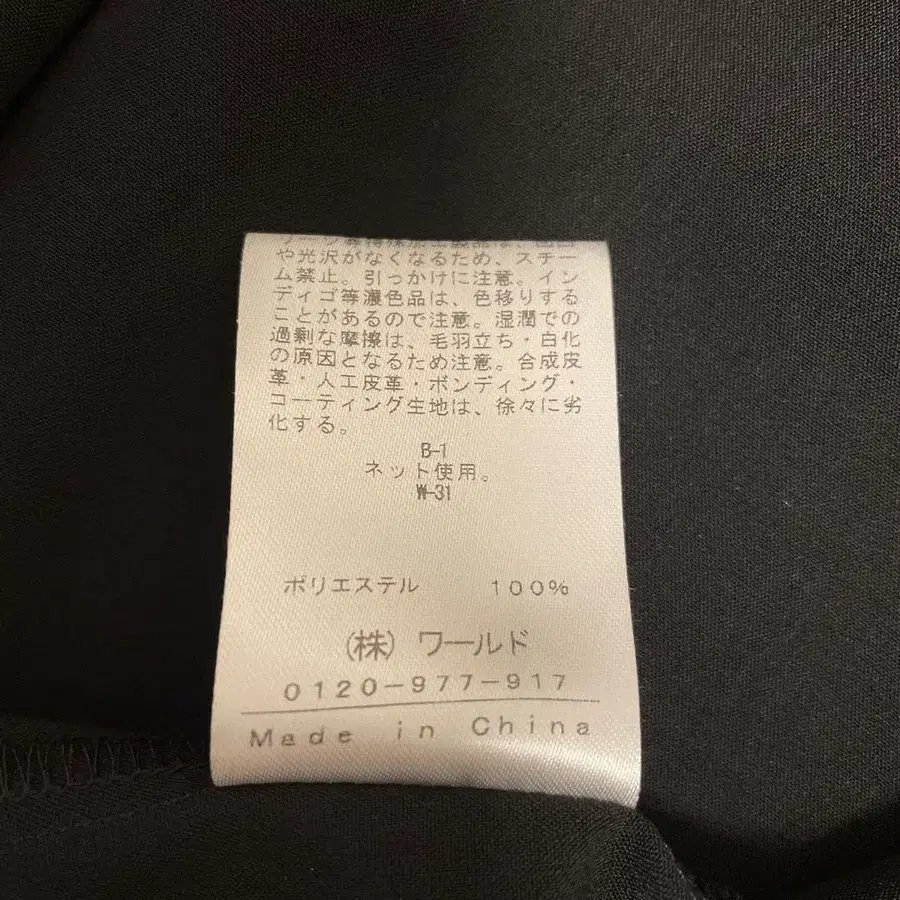 や光沢がなくなるため、スチー
ム禁止。引っかけに注意。イン
ディゴ等濃色品は、色移りする
ことがあるので注意。湿潤での
過剰な摩擦は、毛羽立ち・白化
の原因となるため注意。合成皮
革・人工皮革・ボンディング・
コーティング生地は、徐々に劣
化する。
B-1
ネット使用。
W-31
ポリエステル 100%
(株) ワールド
0120-977-917
Made in China